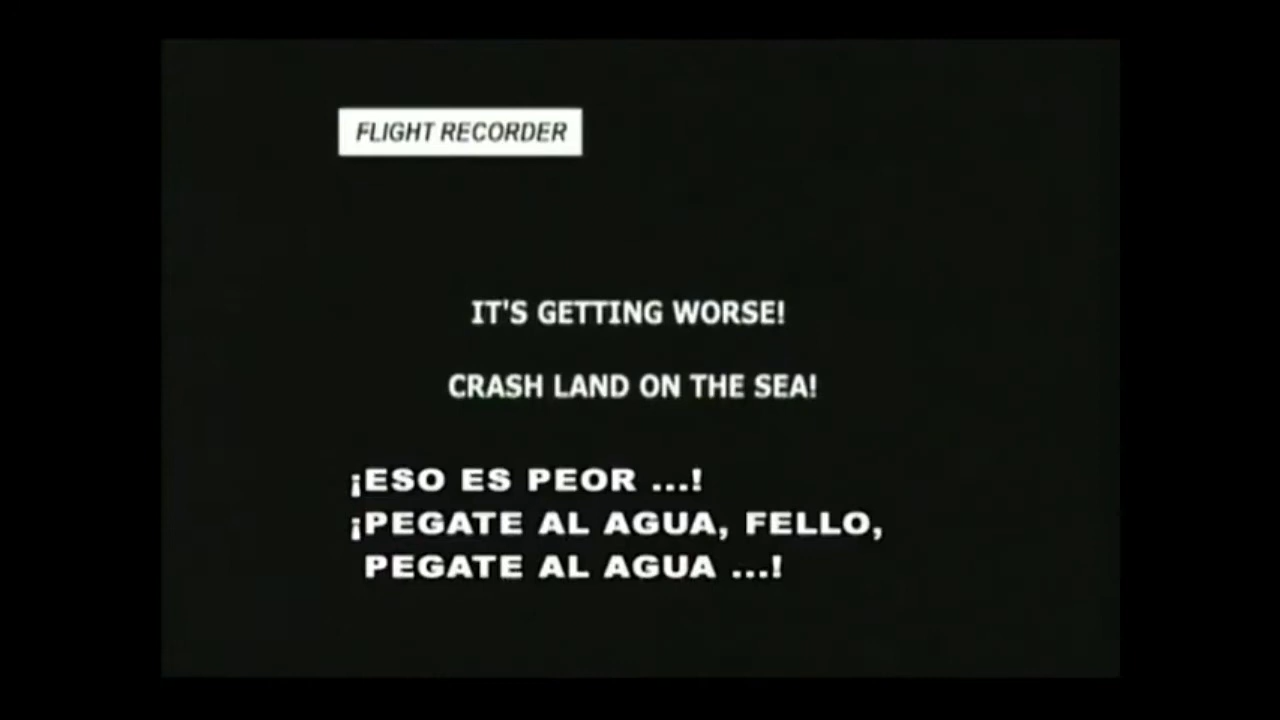 FLIGHT RECORDER
IT'S GETTING WORSE!
CRASH LAND ON THE SEA!
¡ESO ES PEOR ...!
¡PEGATE AL AGUA, FELLO,
PEGATE AL AGUA ...!